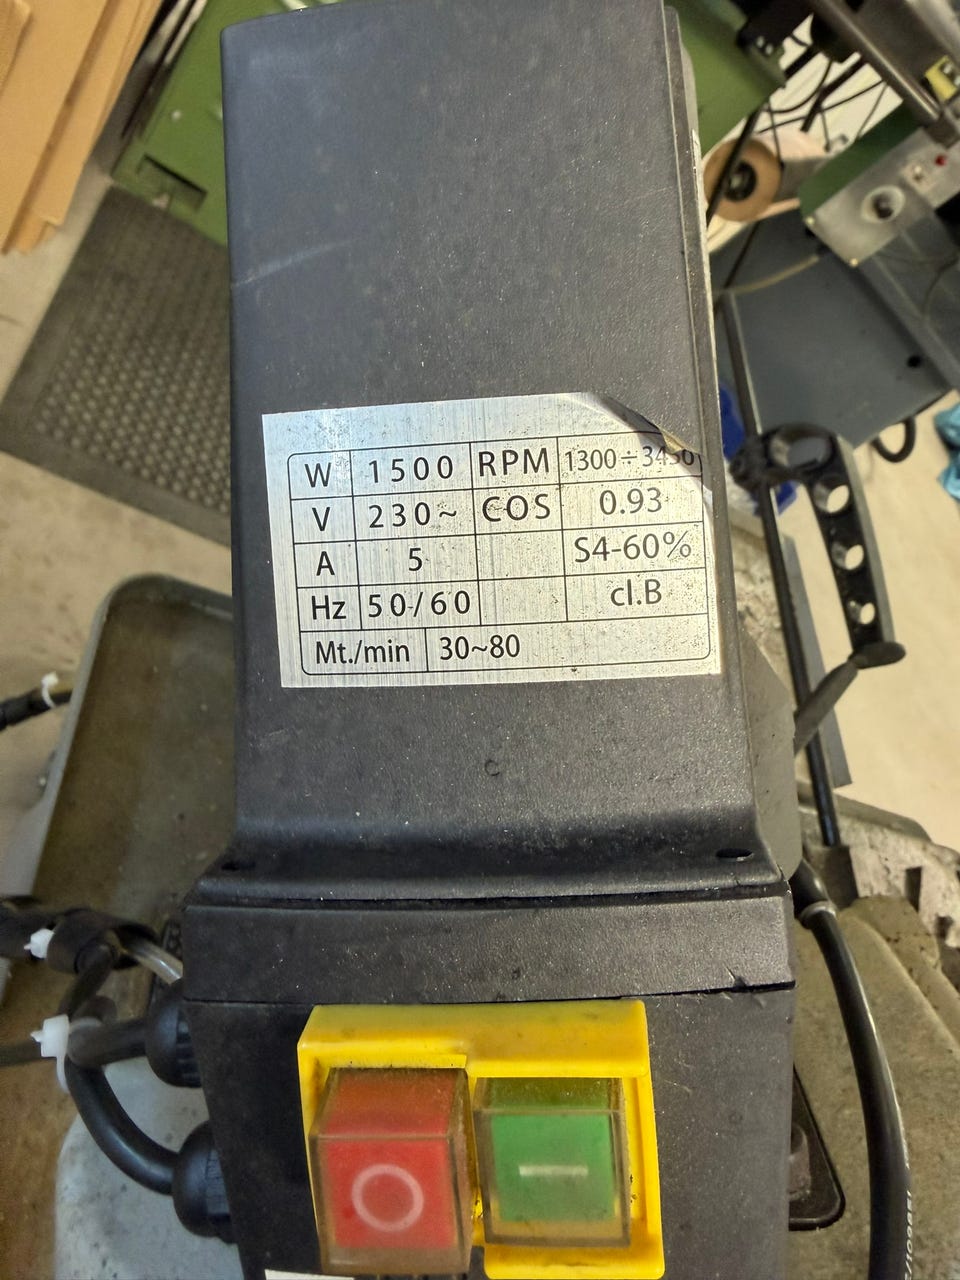 W 1500 RPM 1300÷3450
V 230~ COS 0.93
A 5 S4-60%
Hz 50/60 cl.B
Mt./min 30~80